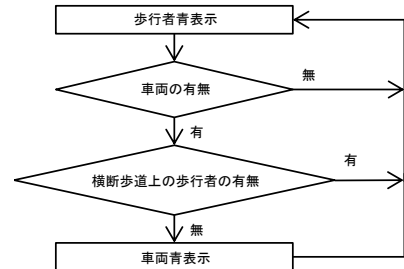 歩行者青表示
車両の有無
無
有
横断歩道上の歩行者の有無
有
無
車両青表示